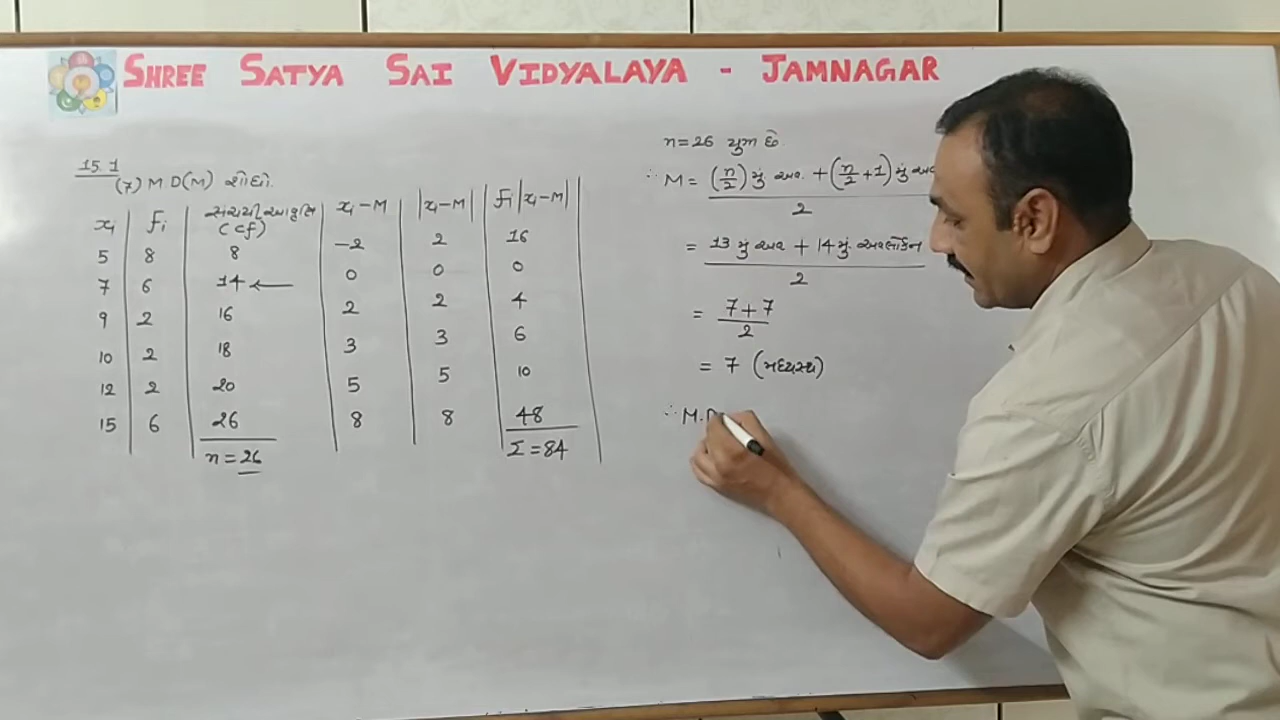 SHREE SATYA SAI VIDYALAYA - JAMNAGAR
15.1
(7) M.D(M) શોધો.
xi fi સંચયી આવૃત્તિ (cf) xi-M |xi-M| fi|xi-M|
5 8 8 -2 2 16
7 6 14 ← 0 0 0
9 2 16 2 2 4
10 2 18 3 3 6
12 2 20 5 5 10
15 6 26 8 8 48
n = 26 Σ = 84
n=26 યુગ્મ છે.
∴ M = (n/2) મું અવ. + (n/2 + 1) મું અવ
2
= 13 મું અવ + 14 મું અવલોકન
2
= 7+7
2
= 7 (મધ્યસ્થ)
∴ M.D